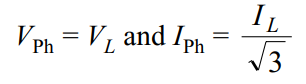 V_Ph = V_L and I_Ph = I_L / √3